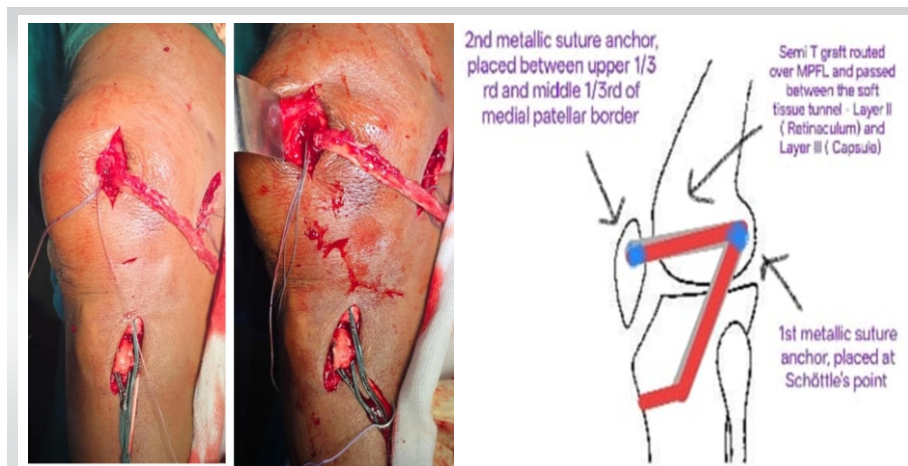 2nd metallic suture anchor,
placed between upper 1/3
rd and middle 1/3rd of
medial patellar border
Semi T graft routed
over MPFL and passed
between the soft
tissue tunnel - Layer II
( Retinaculum) and
Layer III ( Capsula)
1st metallic suture
anchor, placed at
Schöttle's point